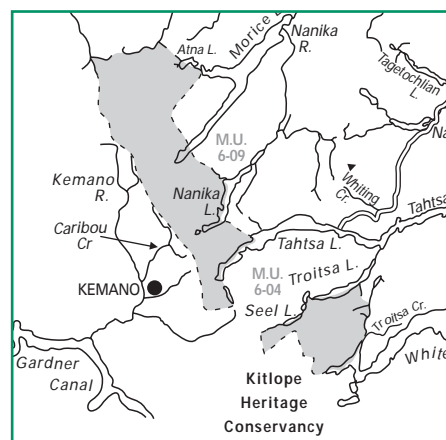 Atna L.
Morice L
Nanika
R.
Tagetochlian
L.
Na
M.U.
6-09
Kemano
R.
Whiting
Cr.
Nanika
L.
Caribou
Cr
Tahtsa
Tahtsa L.
M.U.
6-04
Troitsa L.
KEMANO
Seel L.
Troitsa Cr.
White
Gardner
Canal
Kitlope
Heritage
Conservancy